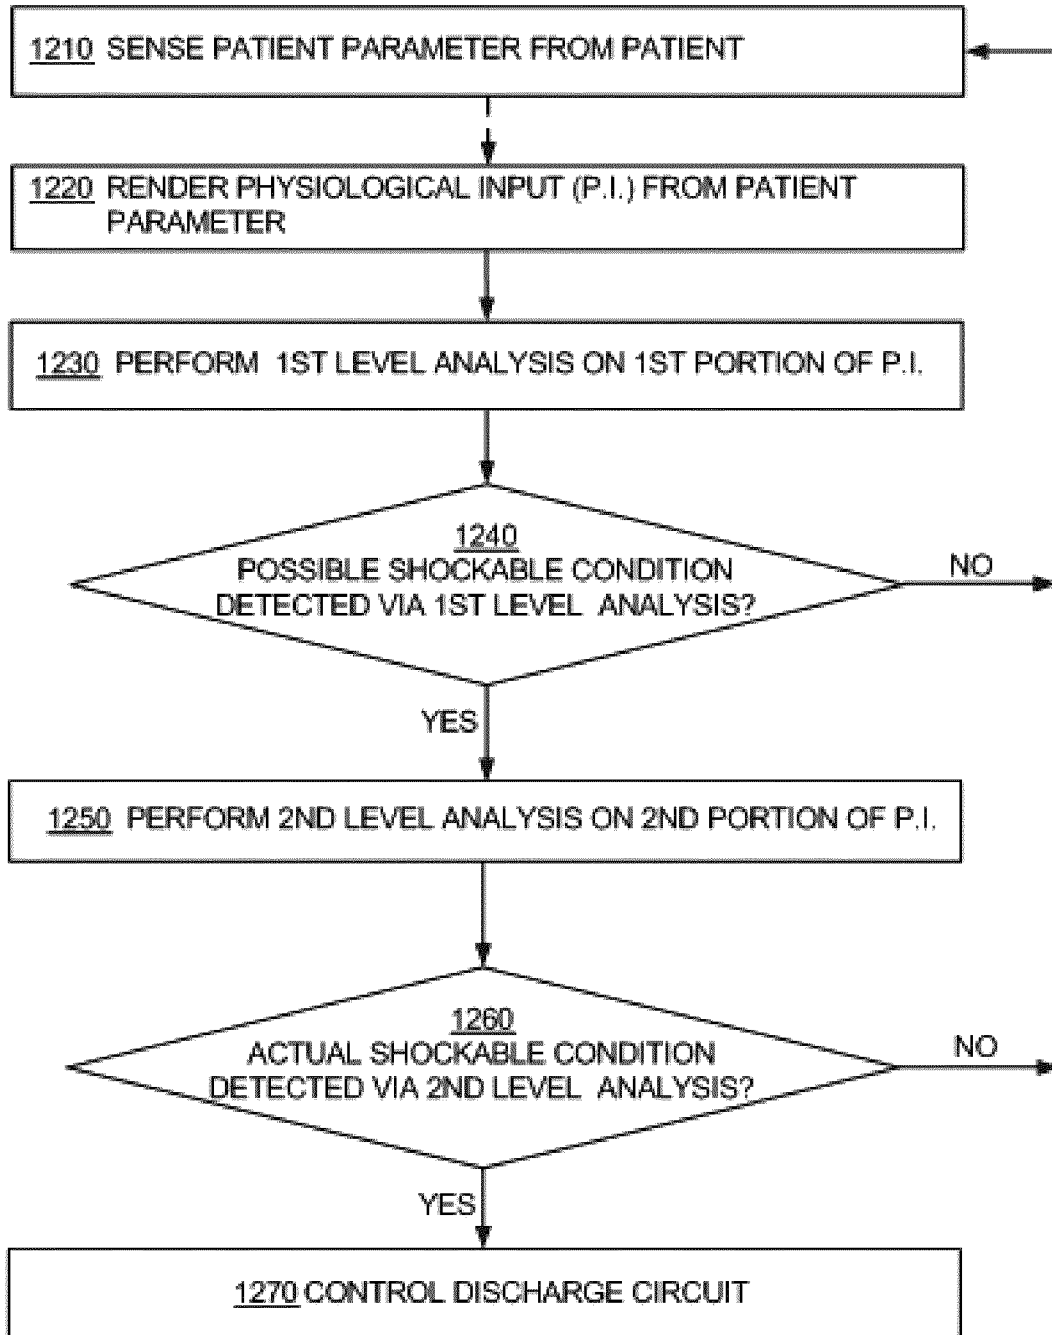 1210 SENSE PATIENT PARAMETER FROM PATIENT
1220 RENDER PHYSIOLOGICAL INPUT (P.I.) FROM PATIENT
PARAMETER
1230 PERFORM 1ST LEVEL ANALYSIS ON 1ST PORTION OF P.I.
1240
POSSIBLE SHOCKABLE CONDITION
DETECTED VIA 1ST LEVEL ANALYSIS?
NO
YES
1250 PERFORM 2ND LEVEL ANALYSIS ON 2ND PORTION OF P.I.
1260
ACTUAL SHOCKABLE CONDITION
DETECTED VIA 2ND LEVEL ANALYSIS?
NO
YES
1270 CONTROL DISCHARGE CIRCUIT